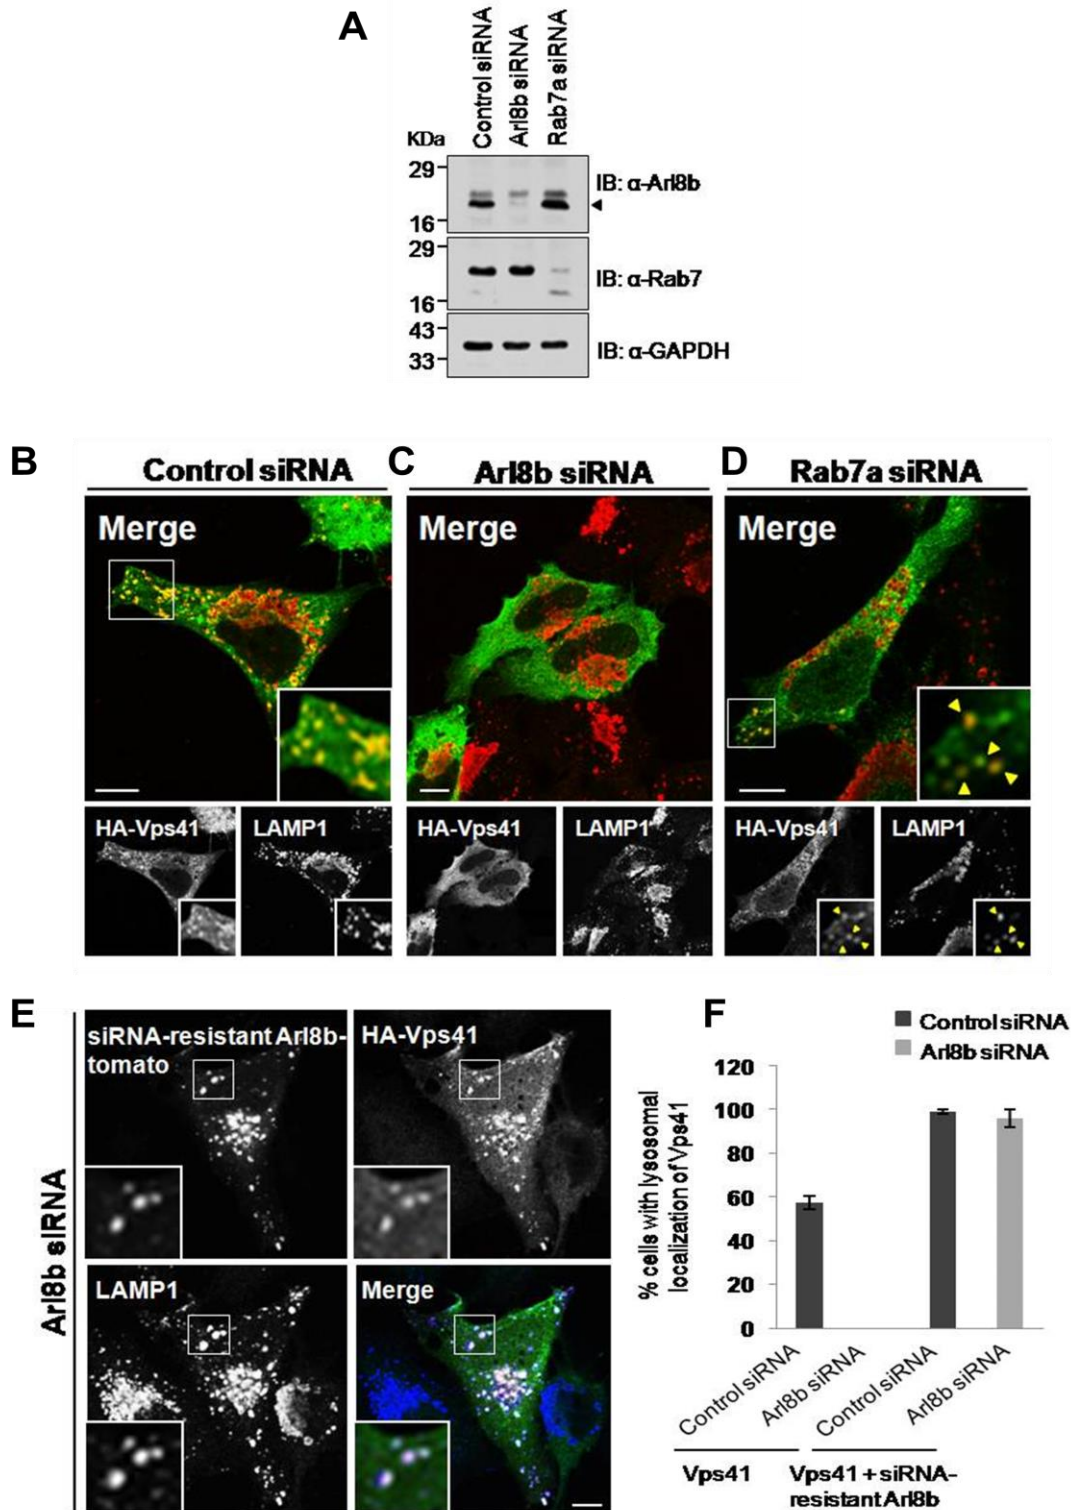 A
Control siRNA
Arl8b siRNA
Rab7a siRNA
KDa
29
16
IB: α-Arl8b
29
16
IB: α-Rab7
43
33
IB: α-GAPDH
B
Control siRNA
C
Arl8b siRNA
D
Rab7a siRNA
Merge
Merge
Merge
HA-Vps41
LAMP1
HA-Vps41
LAMP1
HA-Vps41
LAMP1
E
Arl8b siRNA
siRNA-resistant Arl8b-
tomato
HA-Vps41
LAMP1
Merge
F
Control siRNA
Arl8b siRNA
% cells with lysosomal
localization of Vps41
120
100
80
60
40
20
0
Control siRNA
Arl8b siRNA
Control siRNA
Arl8b siRNA
Vps41
Vps41 + siRNA-
resistant Arl8b